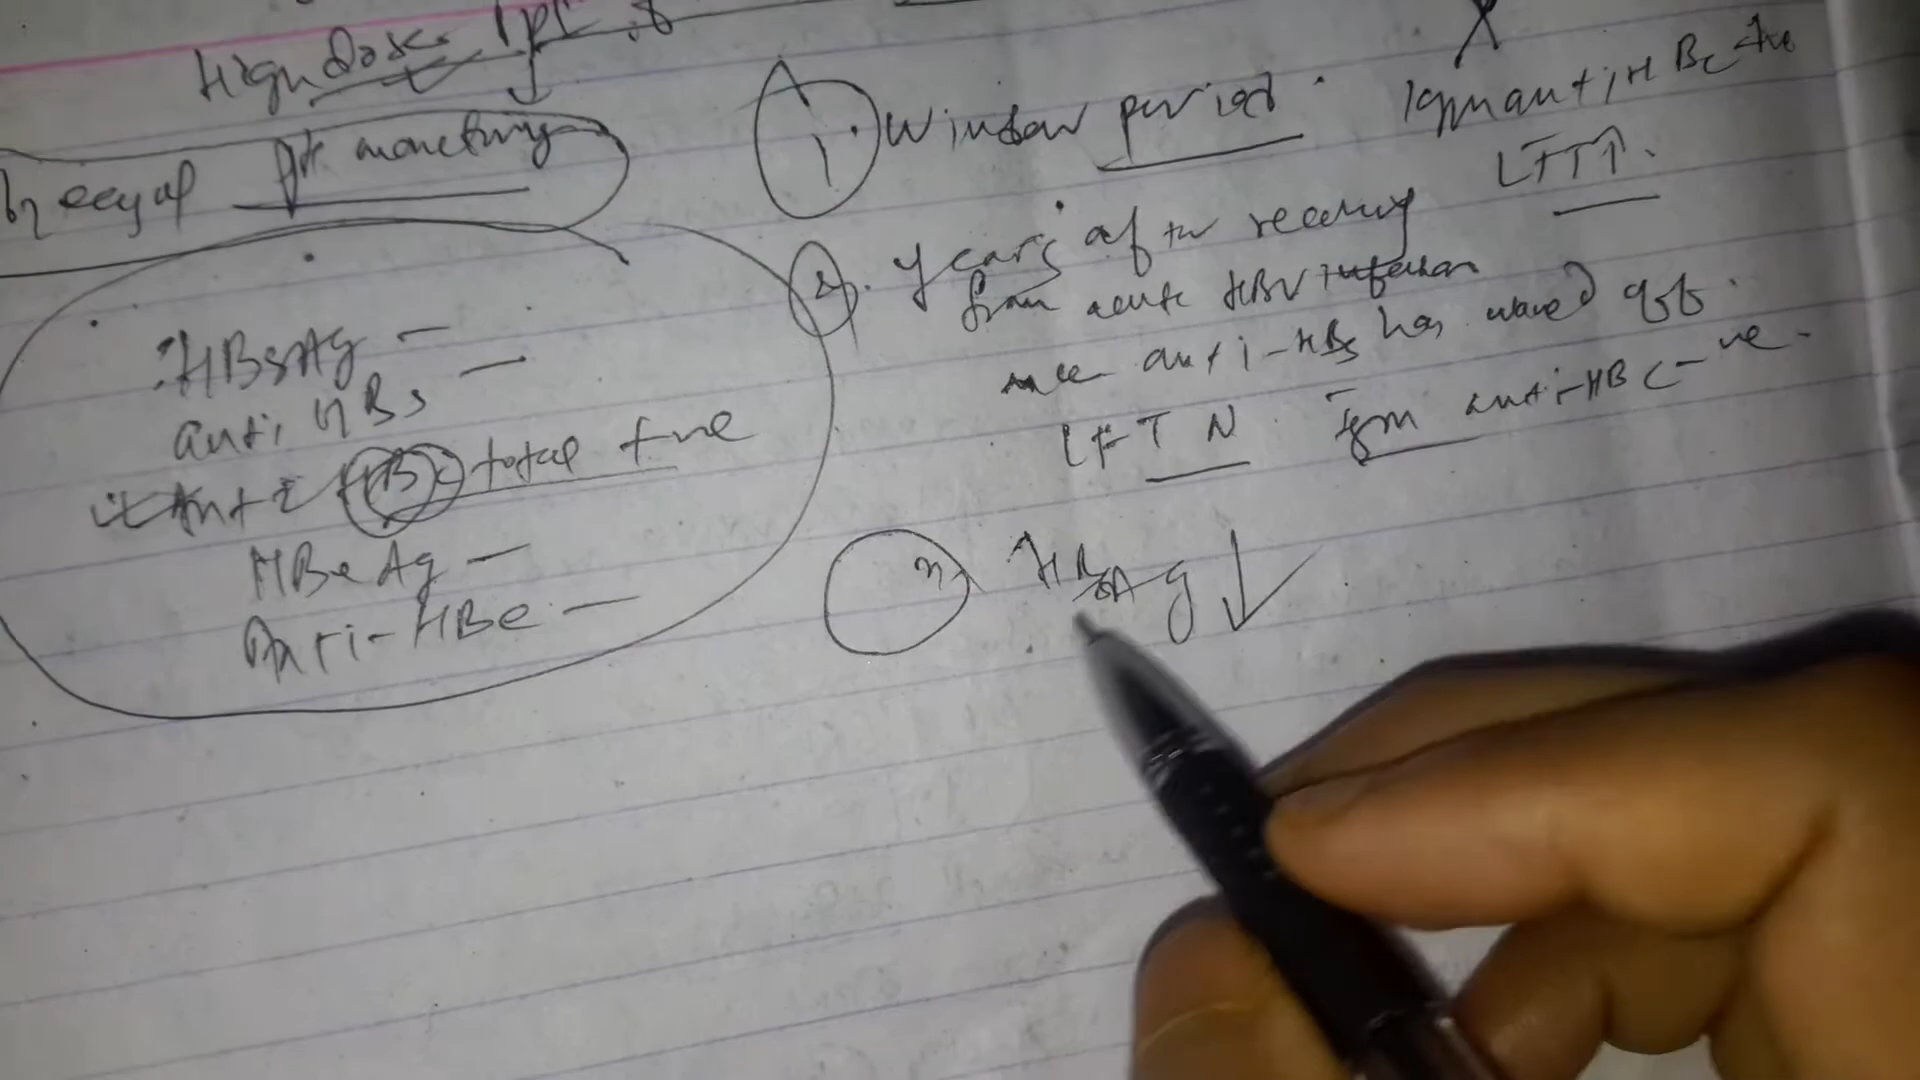 High dose
HBsAg —
anti HBs —
Anti HBc total +ve
HBeAg —
Anti-HBe —
1. Window period. IgM anti HBc +ve
LFT↑.
2. years after recovery
from acute HBV infection
anti-HBs has waned off.
LFT N. Igm anti-HBc -ve.
3 HBsAg ↓